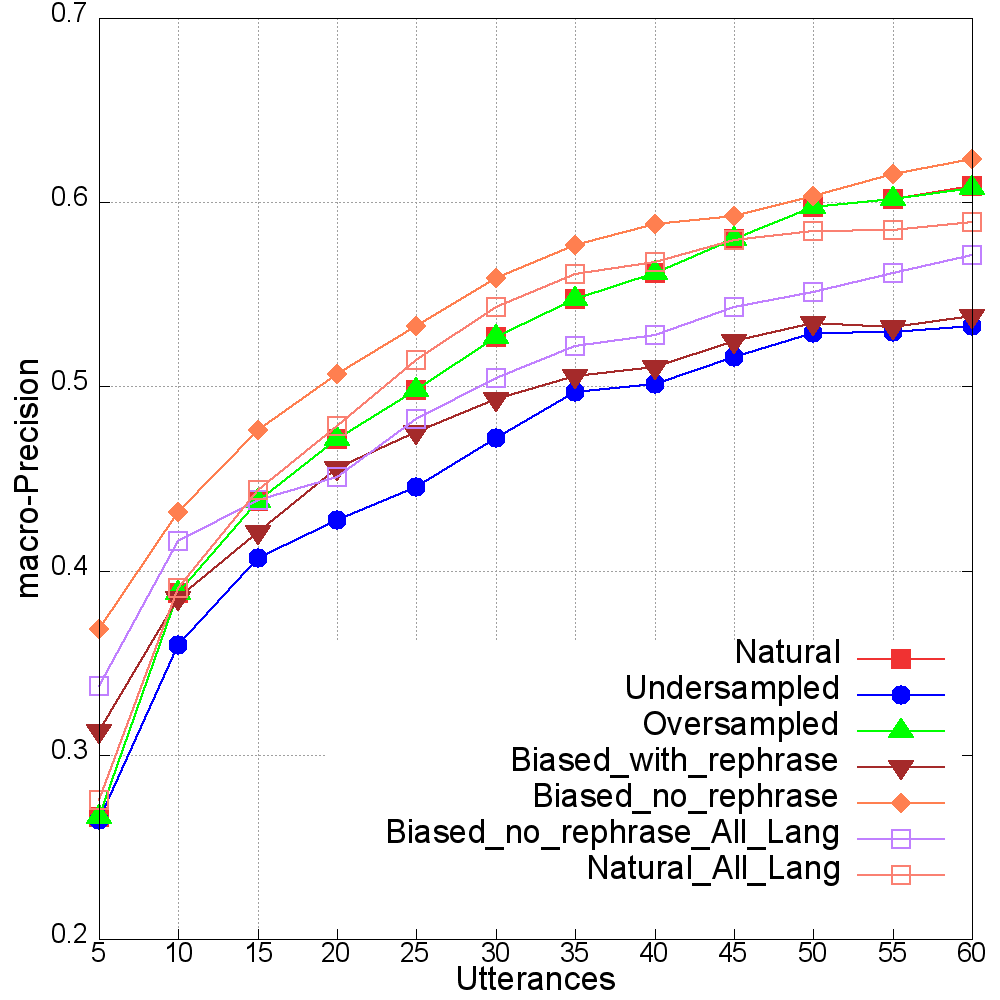 0.7
0.6
0.5
0.4
0.3
0.2
macro-Precision
Natural
Undersampled
Oversampled
Biased_with_rephrase
Biased_no_rephrase
Biased_no_rephrase_All_Lang
Natural_All_Lang
5 10 15 20 25 30 35 40 45 50 55 60
Utterances